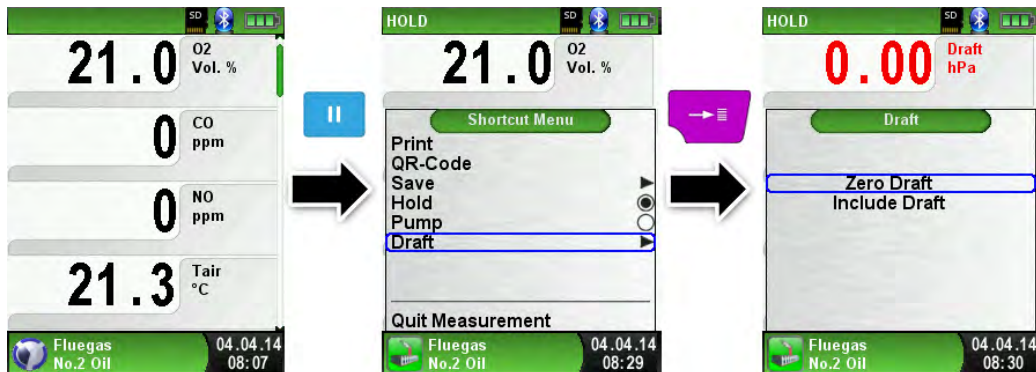 SD
21.0 O2 Vol. %
0 CO ppm
0 NO ppm
21.3 Tair °C
Fluegas 04.04.14
No.2 Oil 08:07
HOLD SD
21.0 O2 Vol. %
Shortcut Menu
Print
QR-Code
Save
Hold
Pump
Draft
Quit Measurement
Fluegas 04.04.14
No.2 Oil 08:29
HOLD SD
0.00 Draft hPa
Draft
Zero Draft
Include Draft
Fluegas 04.04.14
No.2 Oil 08:30